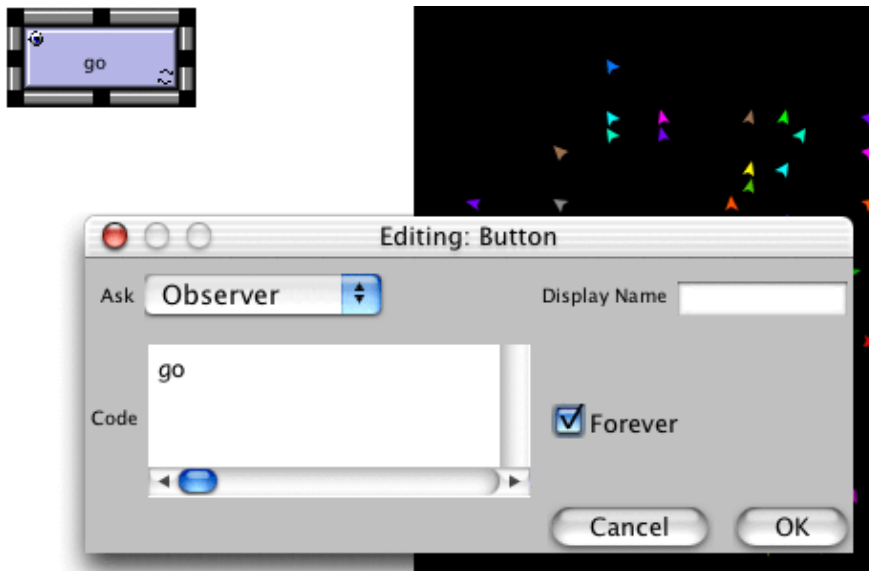 go
Editing: Button
Ask Observer Display Name
go
Code
Forever
Cancel OK